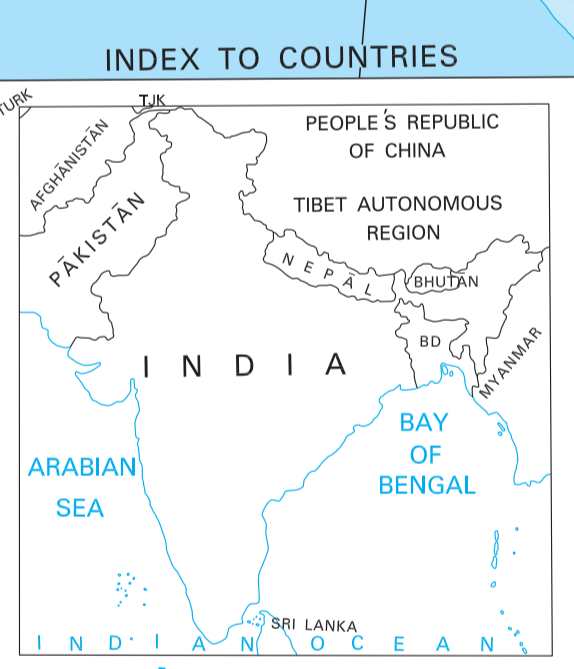 INDEX TO COUNTRIES
TURK
TJK
AFGHĀNISTĀN
PEOPLE'S REPUBLIC
OF CHINA
PĀKISTĀN
TIBET AUTONOMOUS
REGION
NEPĀL
BHUTĀN
BD
INDIA
MYANMAR
BAY
OF
BENGAL
ARABIAN
SEA
SRI LANKA
INDIAN OCEAN